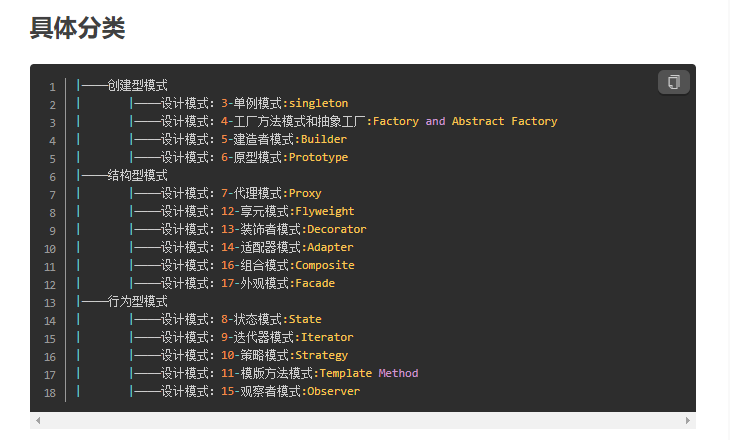 具体分类
1 |————创建型模式
2 | |————设计模式: 3-单例模式:singleton
3 | |————设计模式: 4-工厂方法模式和抽象工厂:Factory and Abstract Factory
4 | |————设计模式: 5-建造者模式:Builder
5 | |————设计模式: 6-原型模式:Prototype
6 |————结构型模式
7 | |————设计模式: 7-代理模式:Proxy
8 | |————设计模式: 12-享元模式:Flyweight
9 | |————设计模式: 13-装饰者模式:Decorator
10 | |————设计模式: 14-适配器模式:Adapter
11 | |————设计模式: 16-组合模式:Composite
12 | |————设计模式: 17-外观模式:Facade
13 |————行为型模式
14 | |————设计模式: 8-状态模式:State
15 | |————设计模式: 9-迭代器模式:Iterator
16 | |————设计模式: 10-策略模式:Strategy
17 | |————设计模式: 11-模版方法模式:Template Method
18 | |————设计模式: 15-观察者模式:Observer